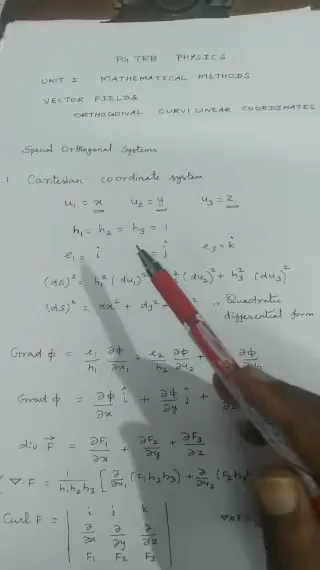 PG TRB PHYSICS
UNIT I MATHEMATICAL METHODS
VECTOR FIELDS
ORTHOGONAL CURVILINEAR COORDINATES
Special Orthogonal Systems
1. Cartesian coordinate system
u₁ = x u₂ = y u₃ = z
h₁ = h₂ = h₃ = 1
e₁ = i = ĵ e₃ = k̂
(ds)² = h₁² (du₁)² ² (du₂)² + h₃² (du₃)²
(ds)² = dx² + dy² + ² Quadratic
differential form
Grad φ = e₁/h₁ ∂φ/∂u₁ + e₂/h₂ ∂φ/∂u₂ + ∂φ/∂u₃
Grad φ = ∂φ/∂x î + ∂φ/∂y ĵ +
div F⃗ = ∂F₁/∂x + ∂F₂/∂y + ∂F₃/∂z
∇.F = 1/h₁h₂h₃ [ ∂/∂u₁ (F₁h₂h₃) + ∂/∂u₂ (F₂h₃
Curl F = | i j k | ∇×F
∂/∂x ∂/∂y ∂/∂z
F₁ F₂ F₃